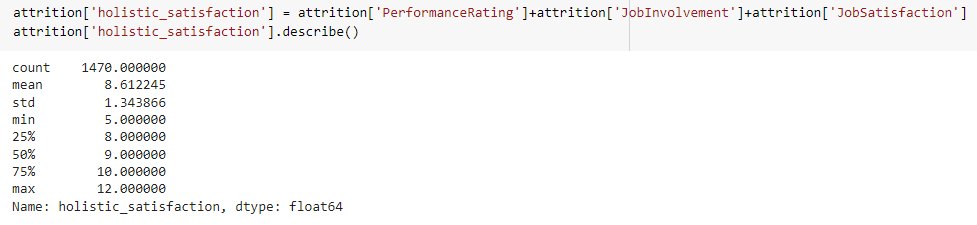 attrition['holistic_satisfaction'] = attrition['PerformanceRating']+attrition['JobInvolvement']+attrition['JobSatisfaction']
attrition['holistic_satisfaction'].describe()
count    1470.000000
mean        8.612245
std         1.343866
min         5.000000
25%         8.000000
50%         9.000000
75%        10.000000
max        12.000000
Name: holistic_satisfaction, dtype: float64